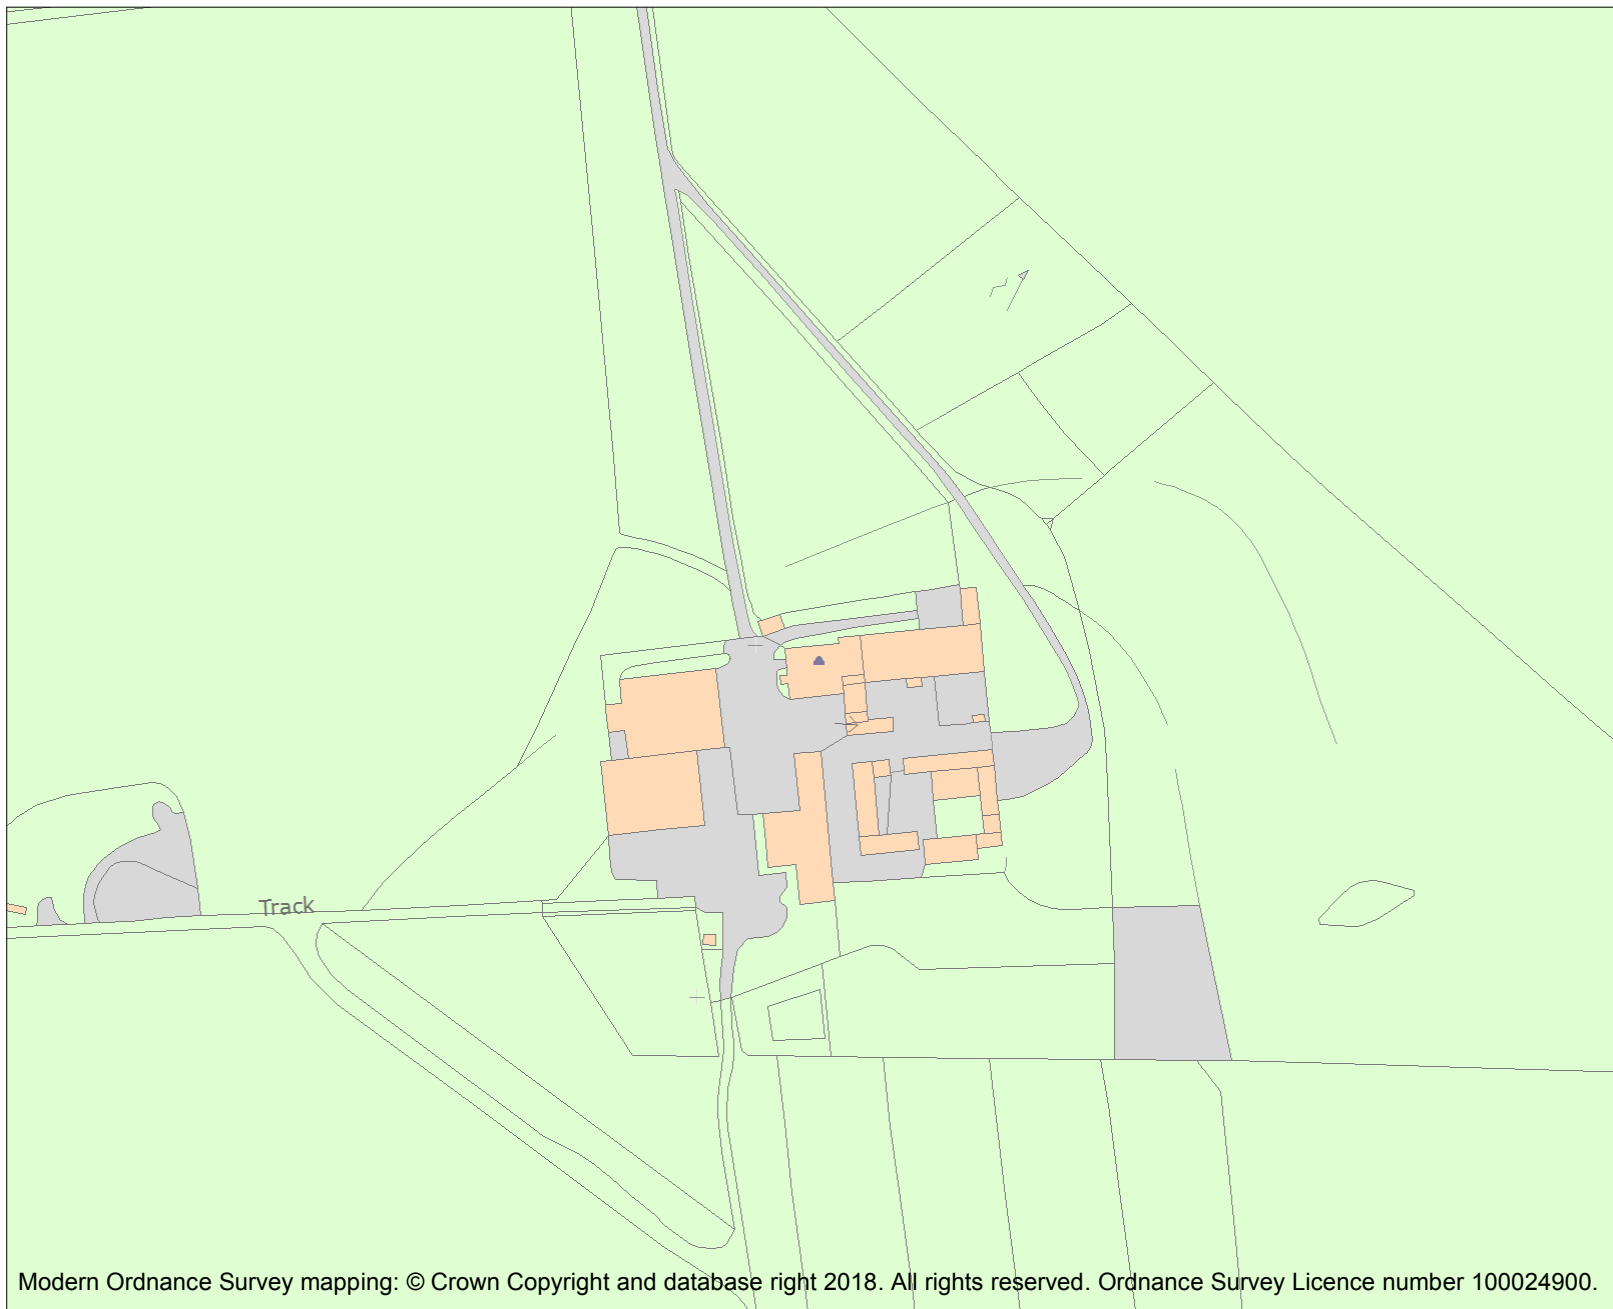 Track
Modern Ordnance Survey mapping: © Crown Copyright and database right 2018. All rights reserved. Ordnance Survey Licence number 100024900.